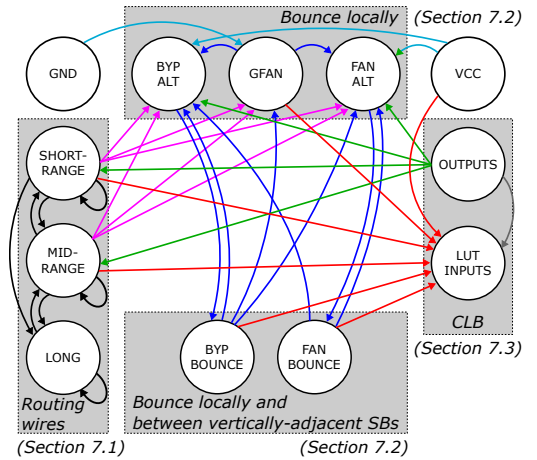 Bounce locally
(Section 7.2)
GND
BYP
ALT
GFAN
FAN
ALT
VCC
SHORT-
RANGE
OUTPUTS
MID-
RANGE
LUT
INPUTS
LONG
BYP
BOUNCE
FAN
BOUNCE
CLB
(Section 7.3)
Routing
wires
(Section 7.1)
Bounce locally and
between vertically-adjacent SBs
(Section 7.2)